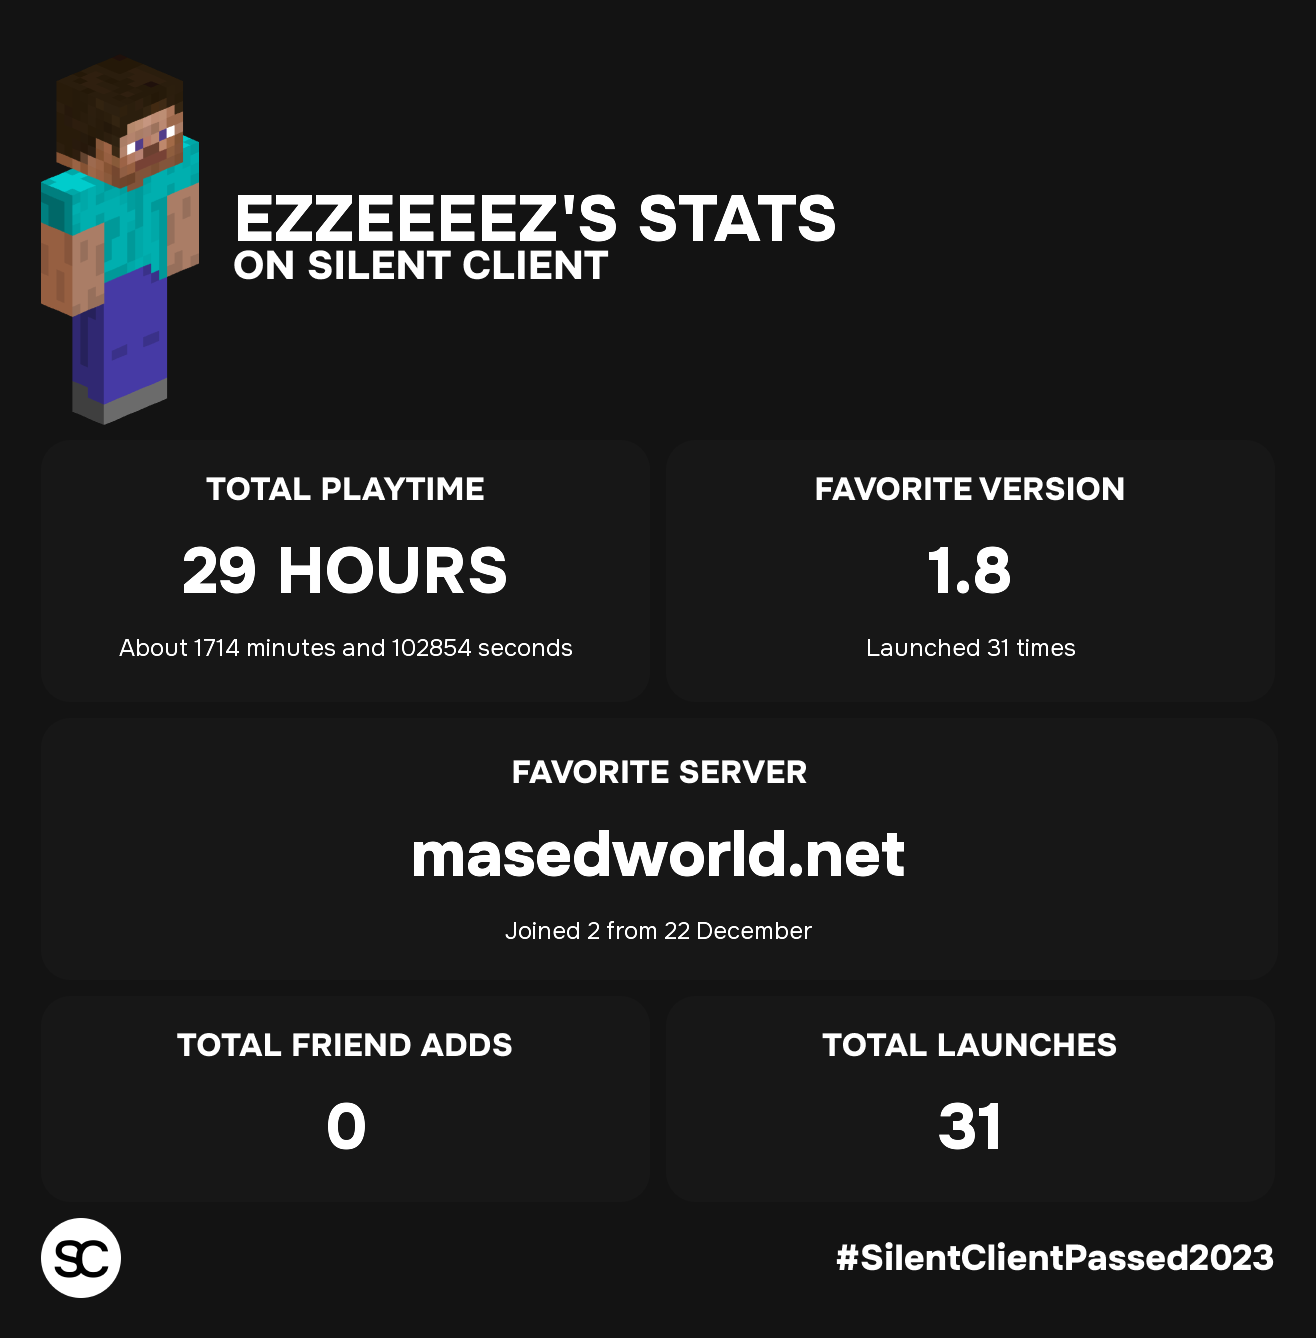 EZZEEEEZ'S STATS
ON SILENT CLIENT
TOTAL PLAYTIME
29 HOURS
About 1714 minutes and 102854 seconds
FAVORITE VERSION
1.8
Launched 31 times
FAVORITE SERVER
masedworld.net
Joined 2 from 22 December
TOTAL FRIEND ADDS
0
TOTAL LAUNCHES
31
SC
#SilentClientPassed2023